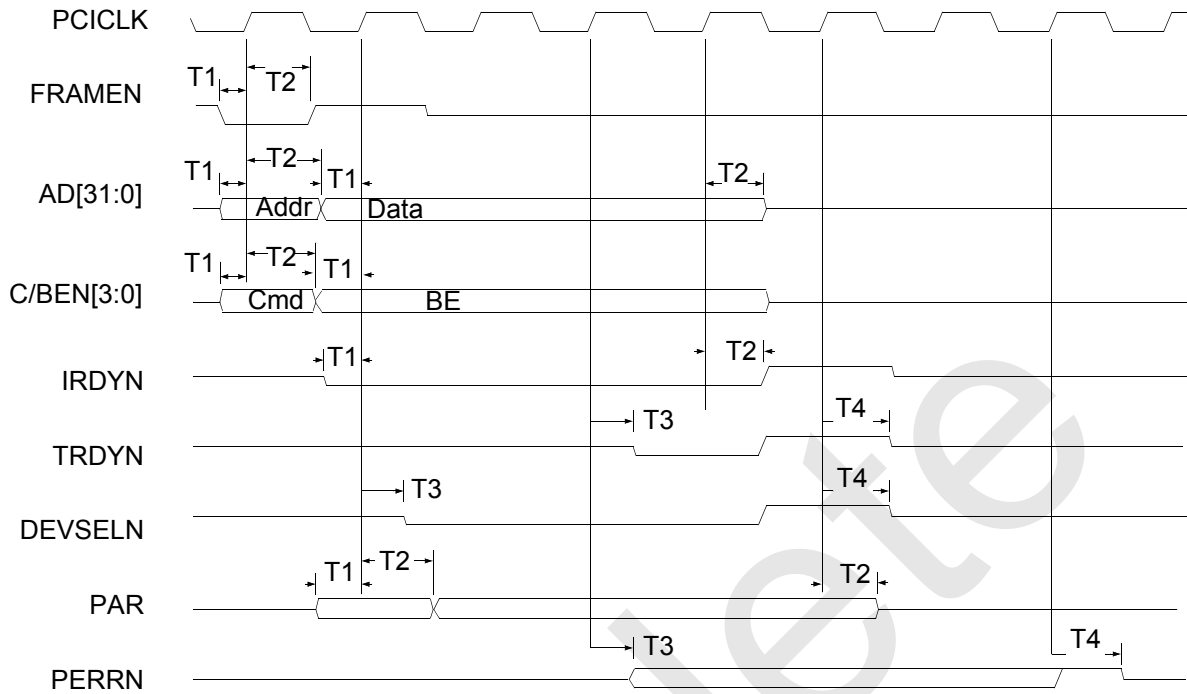 PCICLK
T1
T2
FRAMEN
T1
T2
T1
T2
AD[31:0]
Addr
Data
T1
T2
T1
C/BEN[3:0]
Cmd
BE
T1
T2
IRDYN
T3
T4
TRDYN
T3
T4
DEVSELN
T1
T2
T2
PAR
T3
T4
PERRN